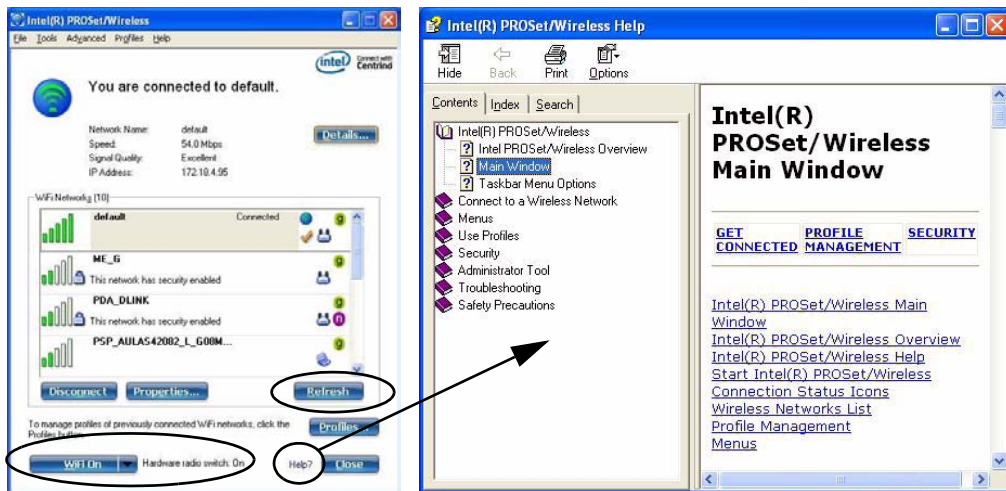 Intel(R) PROSet/Wireless
File Tools Advanced Profiles Help
intel Connect with Centrino
You are connected to default.
Network Name: default
Speed: 54.0 Mbps
Signal Quality: Excellent
IP Address: 172.18.4.95
Details...
WiFi Networks (10)
default Connected g
ME_G g
This network has security enabled
PDA_DLINK g
This network has security enabled n
PSP_AULAS42002_L_G00M... g
Disconnect Properties... Refresh
To manage profiles of previously connected WiFi networks, click the
Profiles button.
Profiles...
WiFi On Hardware radio switch: On Help? Close
Intel(R) PROSet/Wireless Help
Hide Back Print Options
Contents Index Search
Intel(R) PROSet/Wireless
Intel PROSet/Wireless Overview
Main Window
Taskbar Menu Options
Connect to a Wireless Network
Menus
Use Profiles
Security
Administrator Tool
Troubleshooting
Safety Precautions
Intel(R)
PROSet/Wireless
Main Window
GET PROFILE SECURITY
CONNECTED MANAGEMENT
Intel(R) PROSet/Wireless Main
Window
Intel(R) PROSet/Wireless Overview
Intel(R) PROSet/Wireless Help
Start Intel(R) PROSet/Wireless
Connection Status Icons
Wireless Networks List
Profile Management
Menus